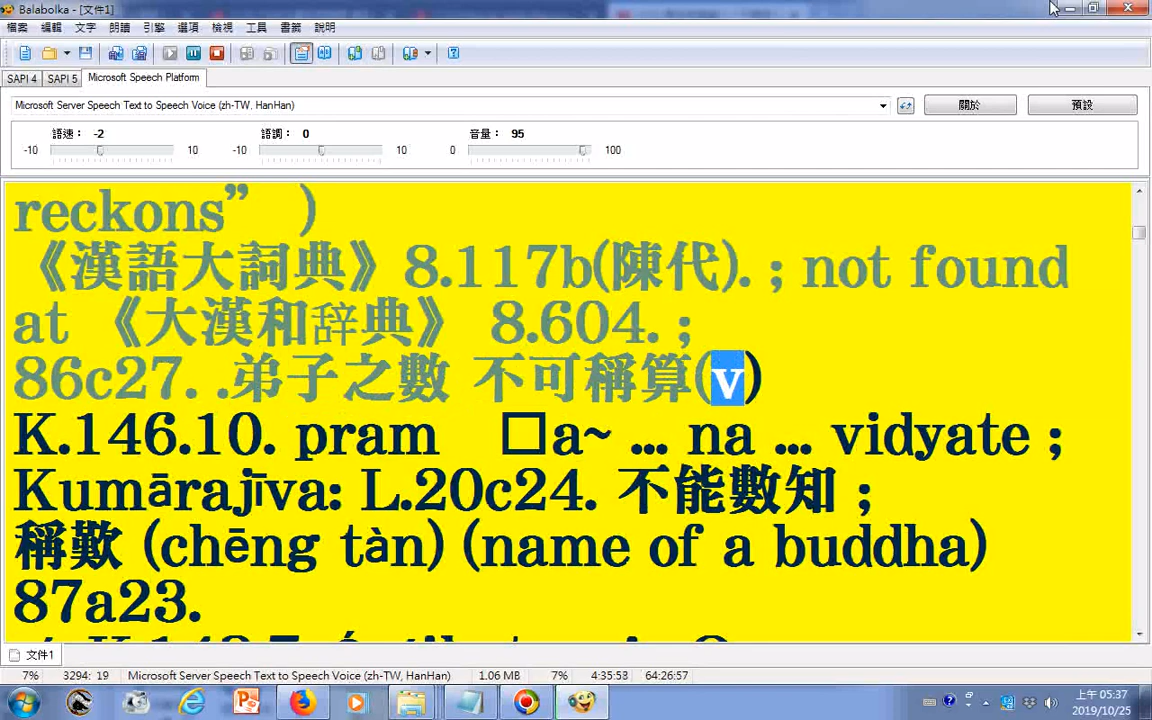 Balabolka - [文件1]
檔案 編輯 文字 朗讀 引擎 選項 檢視 工具 書籤 說明
SAPI 4 SAPI 5 Microsoft Speech Platform
Microsoft Server Speech Text to Speech Voice (zh-TW, HanHan) 關於 預設
語速： -2 語調： 0 音量： 95
-10 10 -10 10 0 100
reckons” )
《漢語大詞典》8.117b(陳代). ; not found
at 《大漢和辞典》 8.604. ;
86c27. .弟子之數 不可稱算(v)
K.146.10. pram □a~ ... na ... vidyate ;
Kumārajīva: L.20c24. 不能數知 ;
稱歎 (chēng tàn) (name of a buddha)
87a23.
文件1
7% 3294: 19 Microsoft Server Speech Text to Speech Voice (zh-TW, HanHan) 1.06 MB 7% 4:35:53 64:26:57
上午 05:37
2019/10/25